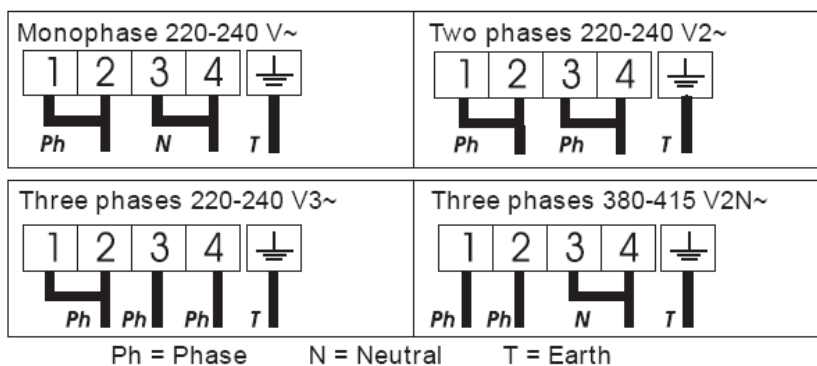 Monophase 220-240 V~
1 2 3 4
Ph N T
Two phases 220-240 V2~
1 2 3 4
Ph Ph T
Three phases 220-240 V3~
1 2 3 4
Ph Ph Ph T
Three phases 380-415 V2N~
1 2 3 4
Ph Ph N T
Ph = Phase N = Neutral T = Earth